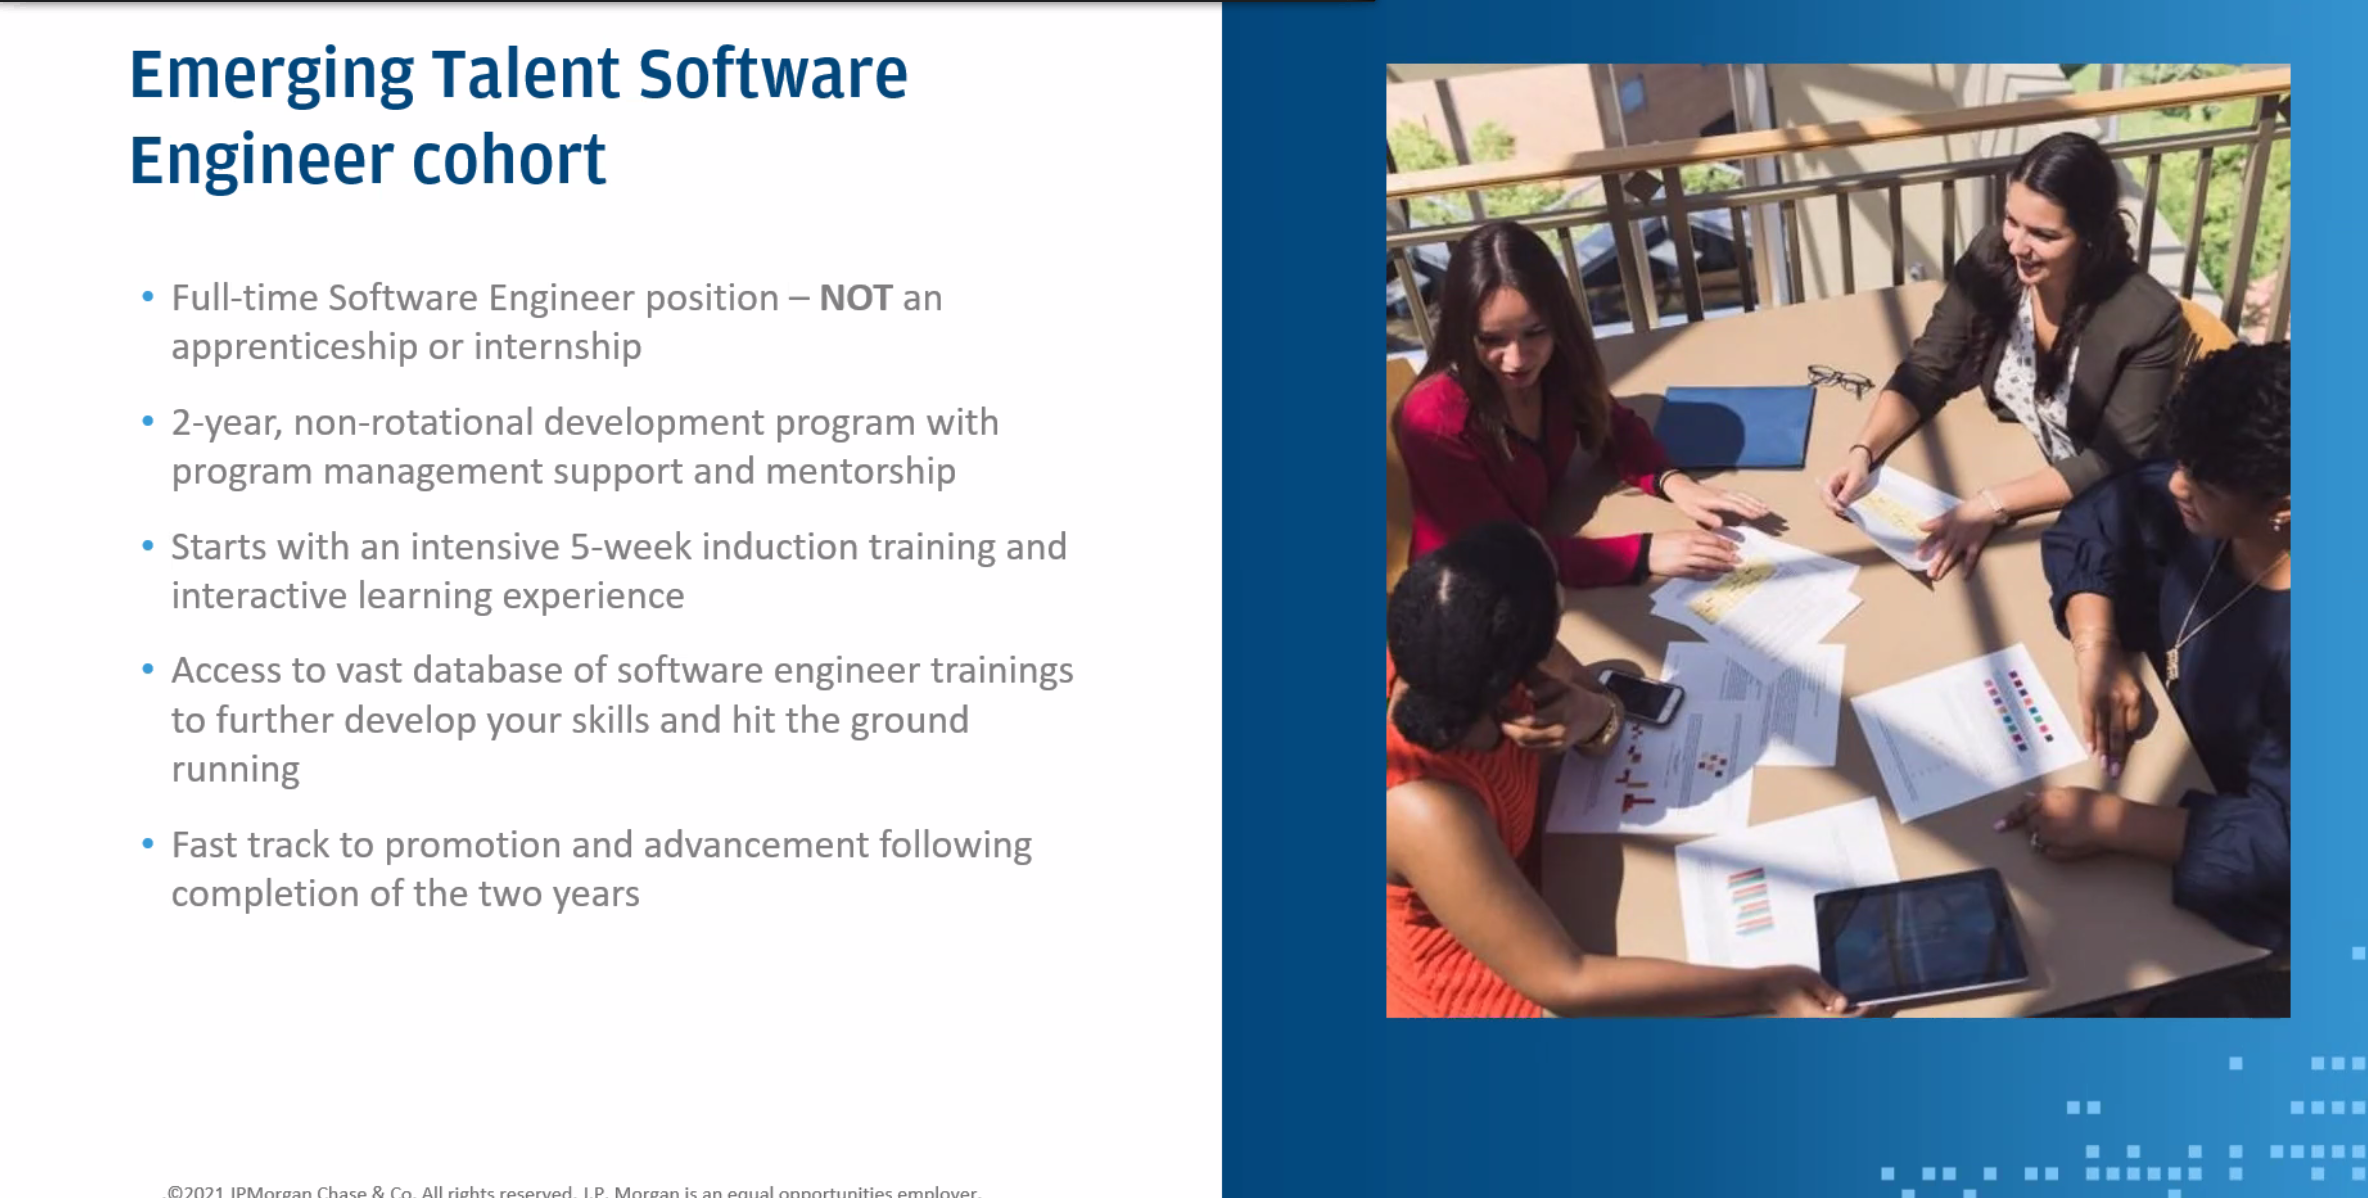 Emerging Talent Software
Engineer cohort
• Full-time Software Engineer position – NOT an
apprenticeship or internship
• 2-year, non-rotational development program with
program management support and mentorship
• Starts with an intensive 5-week induction training and
interactive learning experience
• Access to vast database of software engineer trainings
to further develop your skills and hit the ground
running
• Fast track to promotion and advancement following
completion of the two years
©2021 JPMorgan Chase & Co. All rights reserved. J.P. Morgan is an equal opportunities employer.